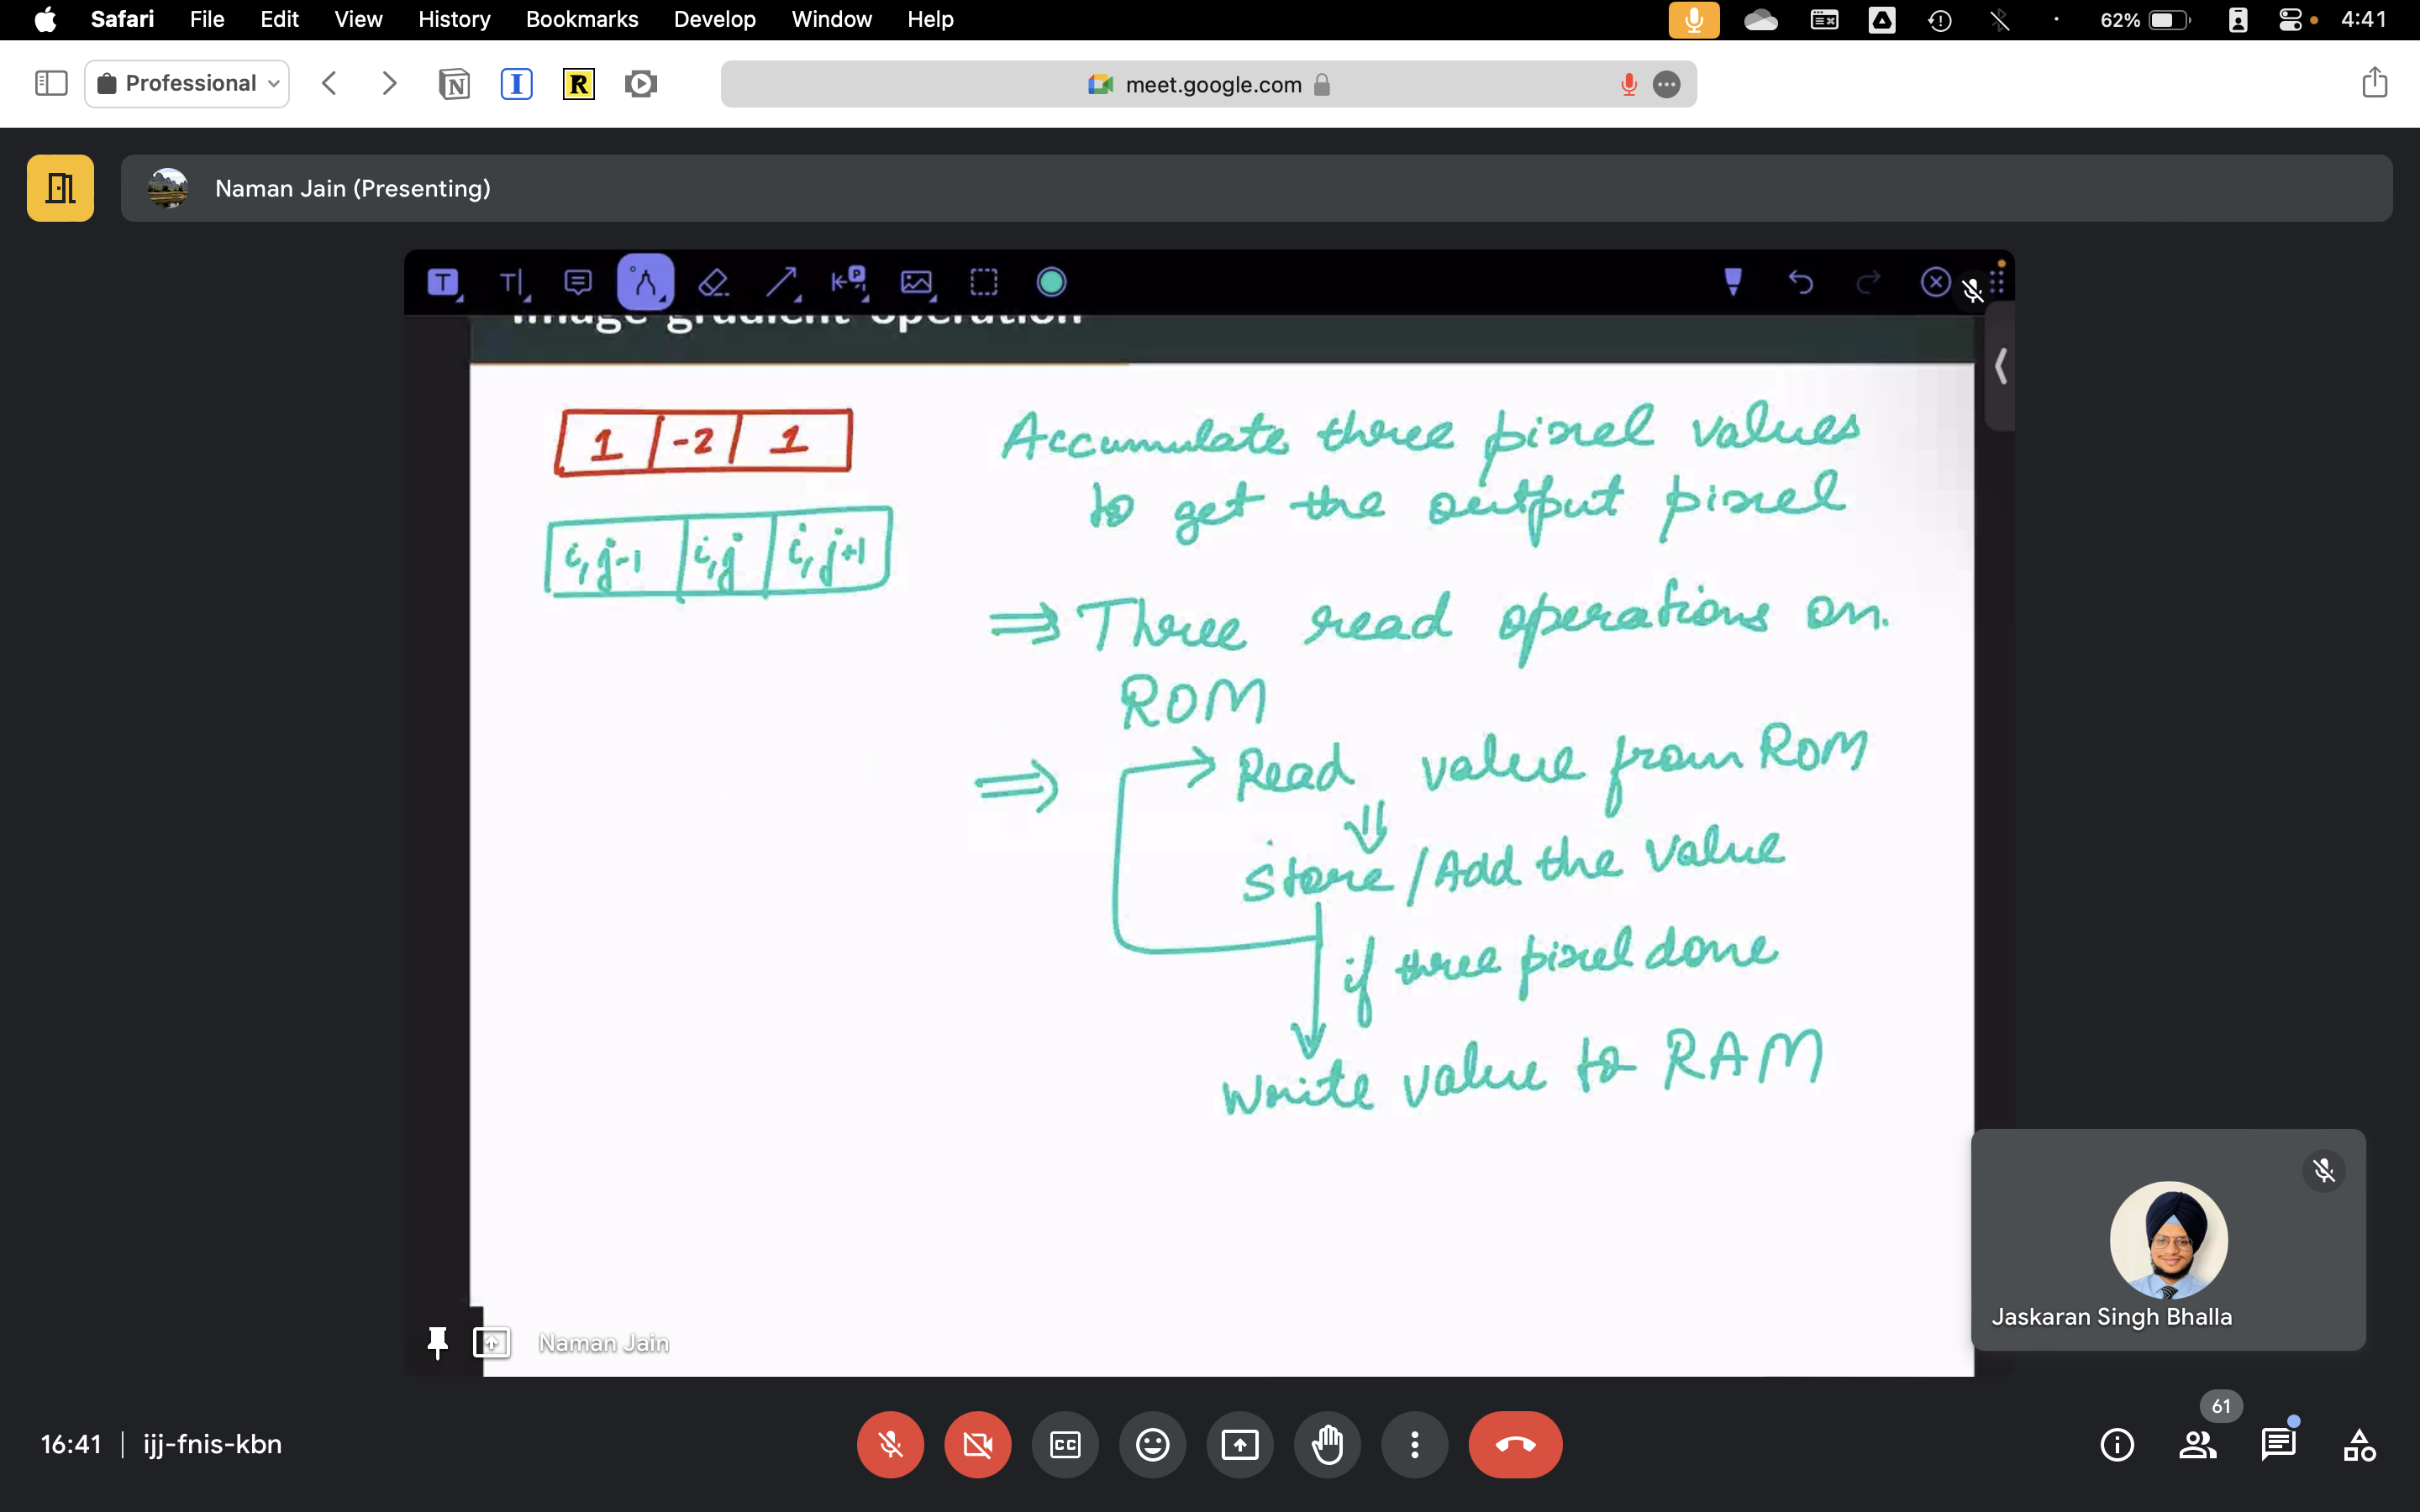 Safari File Edit View History Bookmarks Develop Window Help 62% 4:41
Professional meet.google.com
Naman Jain (Presenting)
Image gradient operation
1 -2 1
i,j-1 i,j i,j+1
Accumulate three pixel values
to get the output pixel
⇒ Three read operations on.
ROM
⇒ → Read value from ROM
⇓
Store / Add the value
if three pixel done
Write value to RAM
Naman Jain
Jaskaran Singh Bhalla
61
16:41 | ijj-fnis-kbn